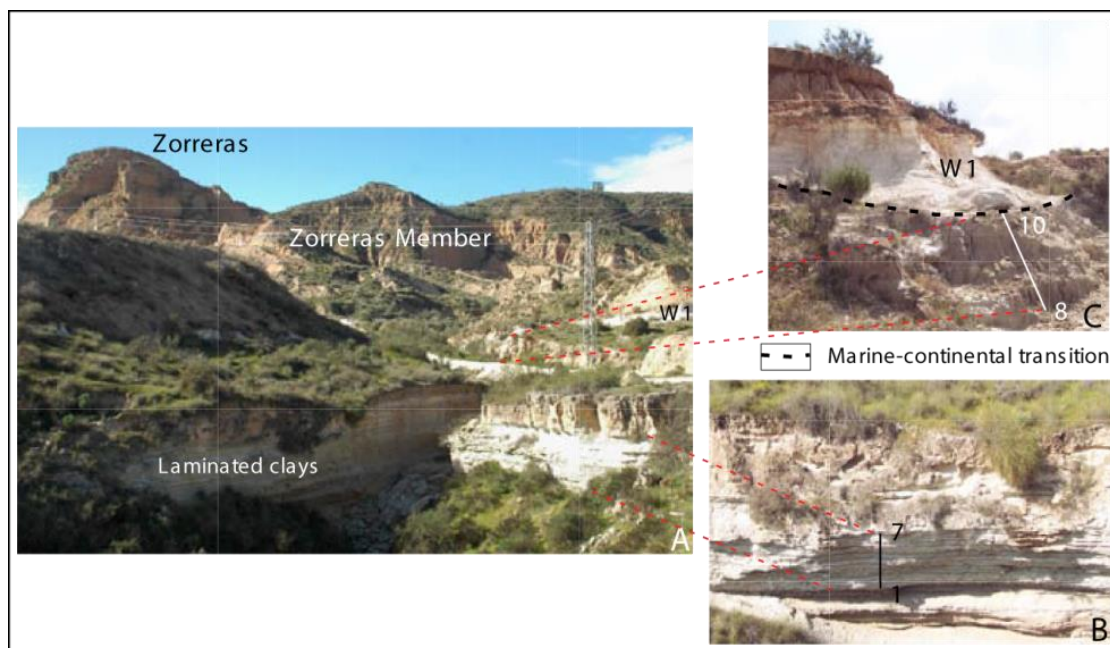 Zorreras
Zorreras Member
W1
Laminated clays
A
W1
10
8
C
Marine-continental transition
7
1
B